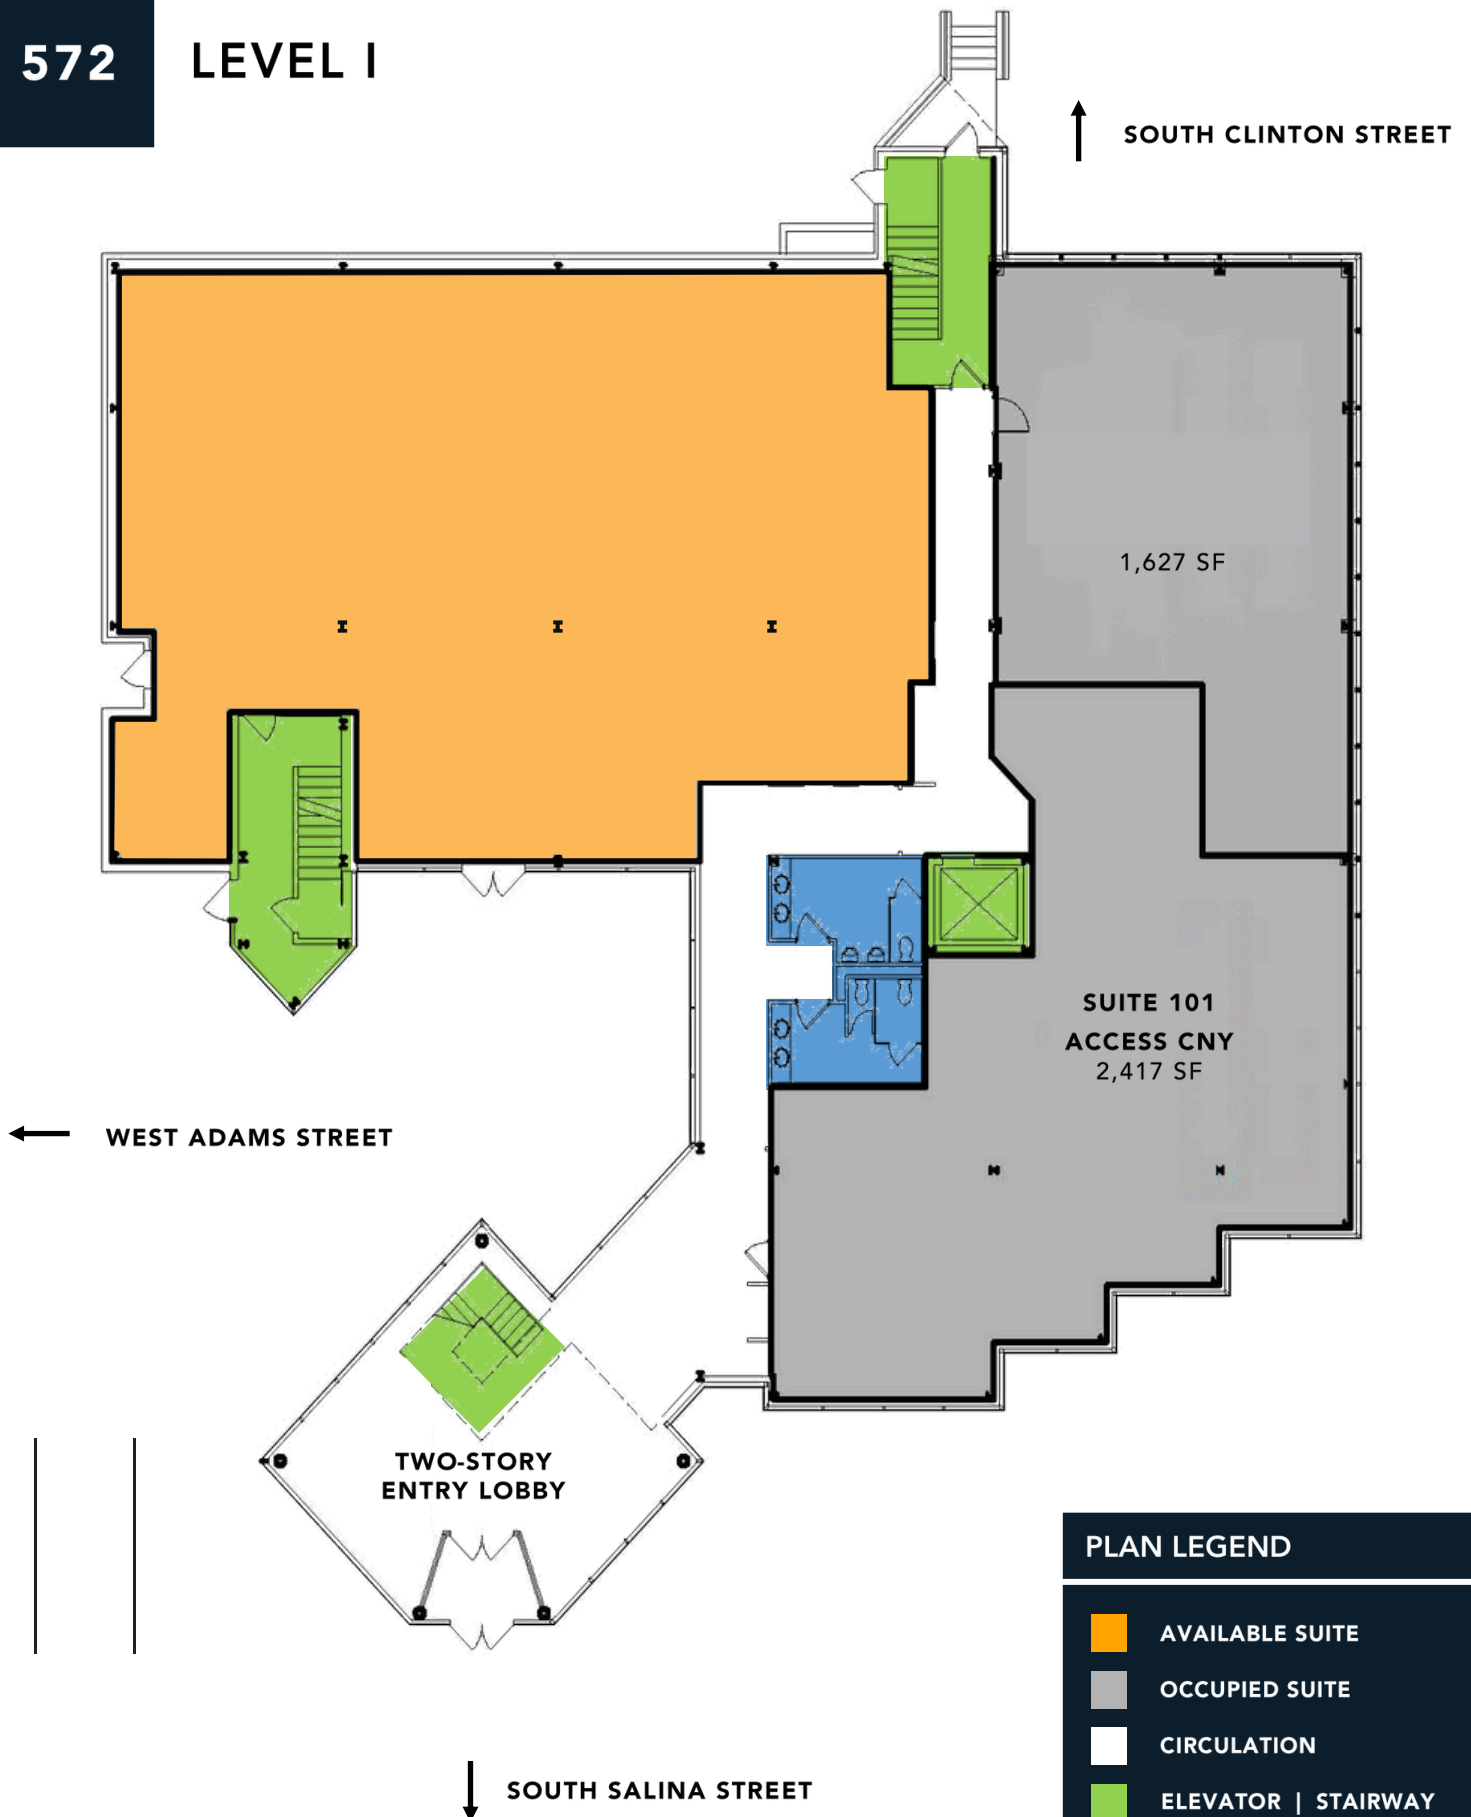 572
LEVEL I
SOUTH CLINTON STREET
1,627 SF
SUITE 101
ACCESS CNY
2,417 SF
WEST ADAMS STREET
TWO-STORY
ENTRY LOBBY
PLAN LEGEND
AVAILABLE SUITE
OCCUPIED SUITE
CIRCULATION
ELEVATOR | STAIRWAY
SOUTH SALINA STREET